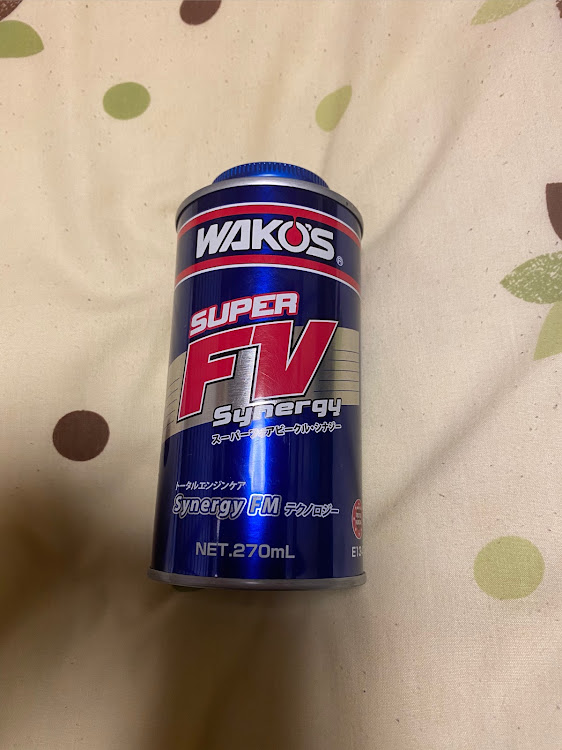 WAKO'S®
SUPER
FV
Synergy
スーパーフォアビークル・シナジー
トータルエンジンケア
Synergy FM テクノロジー
NET.270mL
E13